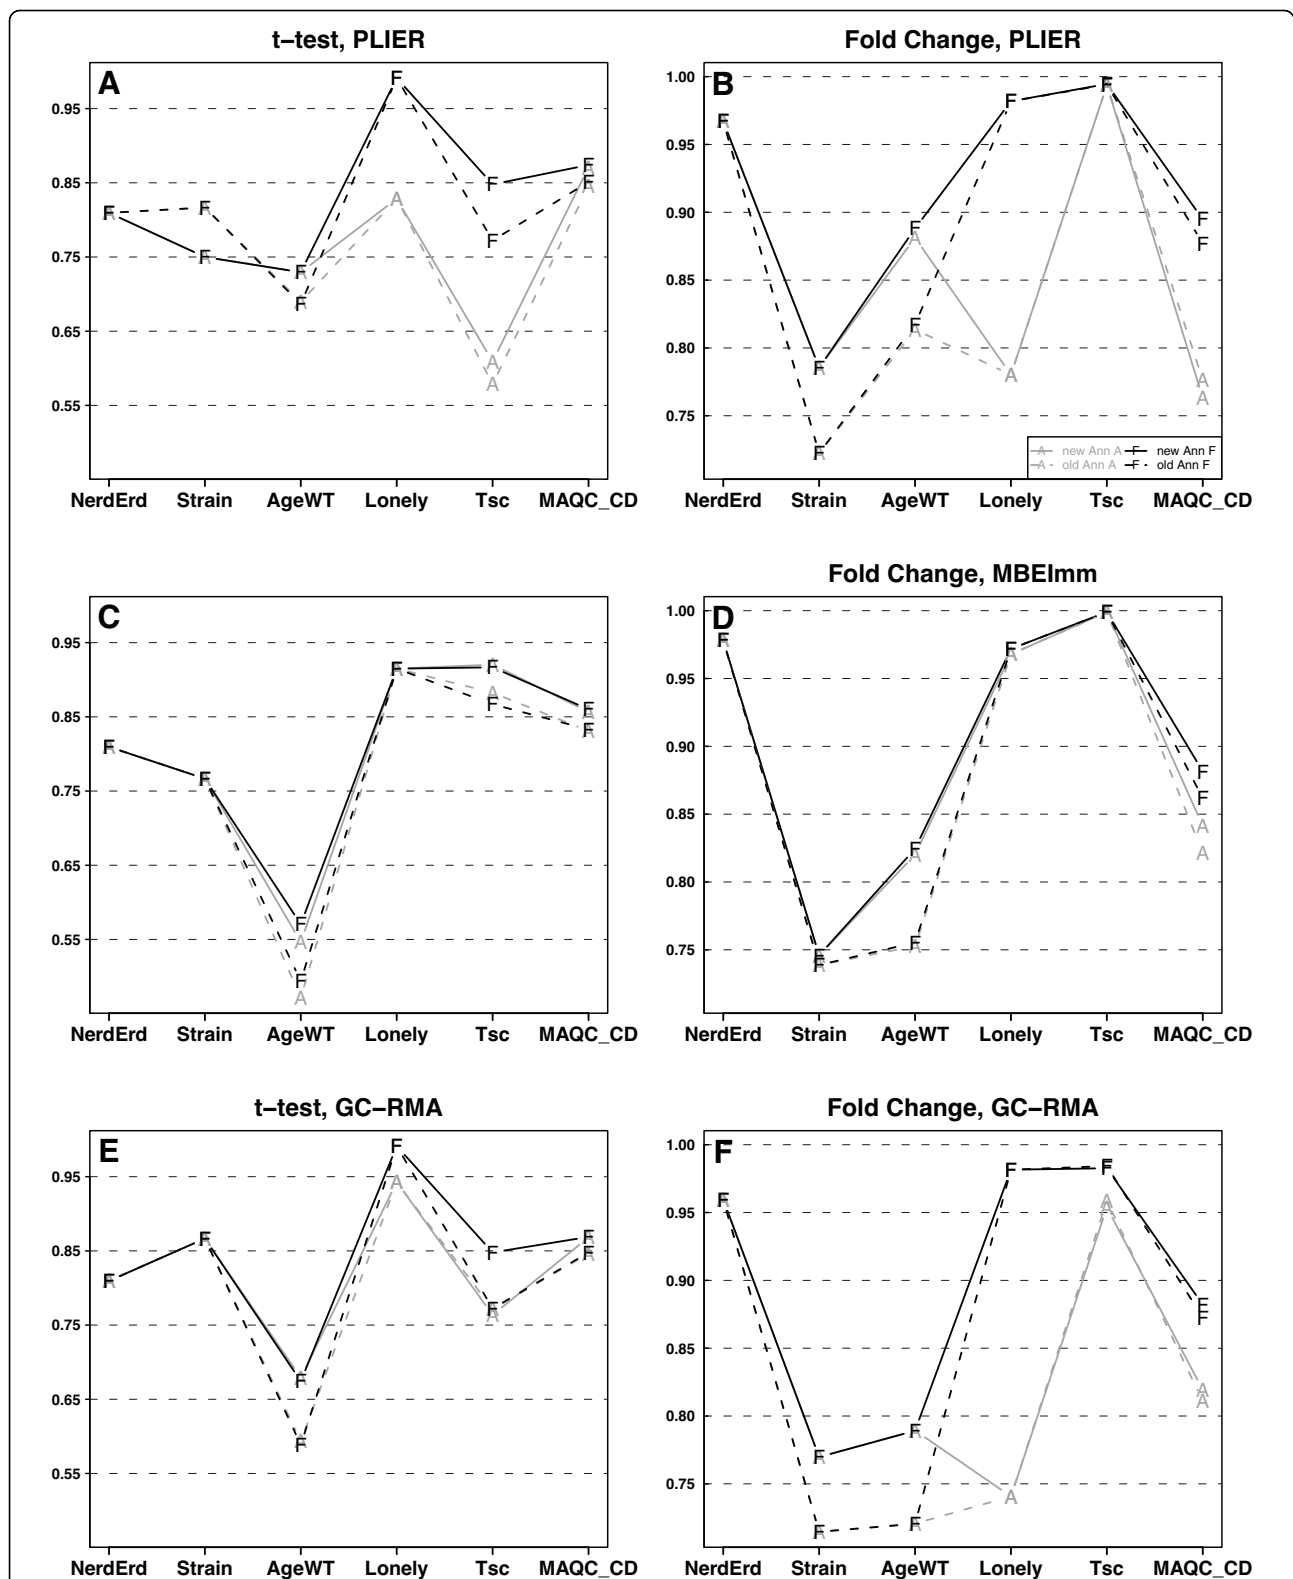 t–test, PLIER
Fold Change, PLIER
A
0.95
0.85
0.75
0.65
0.55
F
A
NerdErd Strain AgeWT Lonely Tsc MAQC_CD
B
1.00
0.95
0.90
0.85
0.80
0.75
F
A
A new Ann A F new Ann F
A old Ann A F old Ann F
NerdErd Strain AgeWT Lonely Tsc MAQC_CD
Fold Change, MBEImm
C
0.95
0.85
0.75
0.65
0.55
F
A
NerdErd Strain AgeWT Lonely Tsc MAQC_CD
D
1.00
0.95
0.90
0.85
0.80
0.75
F
A
NerdErd Strain AgeWT Lonely Tsc MAQC_CD
t–test, GC–RMA
Fold Change, GC–RMA
E
0.95
0.85
0.75
0.65
0.55
F
A
NerdErd Strain AgeWT Lonely Tsc MAQC_CD
F
1.00
0.95
0.90
0.85
0.80
0.75
F
A
NerdErd Strain AgeWT Lonely Tsc MAQC_CD